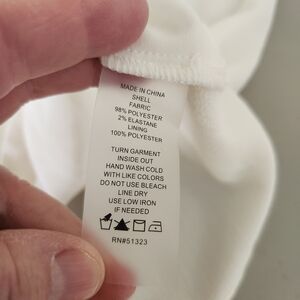 MADE IN CHINA
SHELL
FABRIC
98% POLYESTER
2% ELASTANE
LINING
100% POLYESTER
TURN GARMENT
INSIDE OUT
HAND WASH COLD
WITH LIKE COLORS
DO NOT USE BLEACH
LINE DRY
USE LOW IRON
IF NEEDED
RN#51323